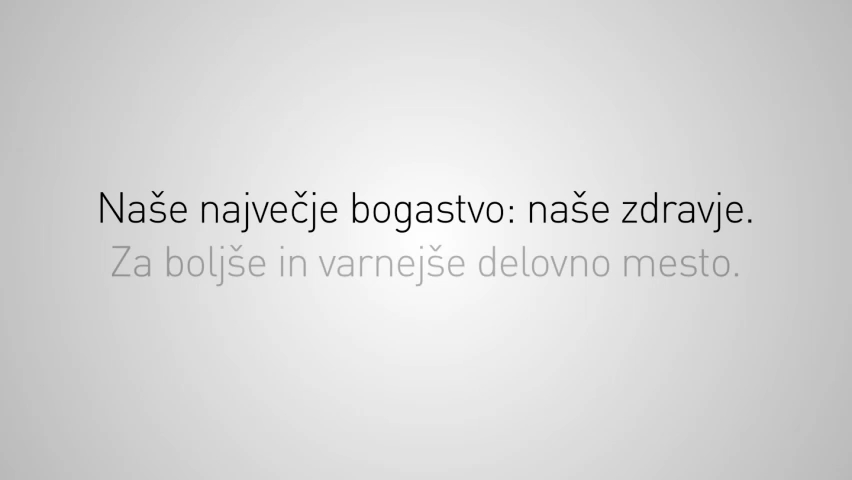 Naše največje bogastvo: naše zdravje.
Za boljše in varnejše delovno mesto.